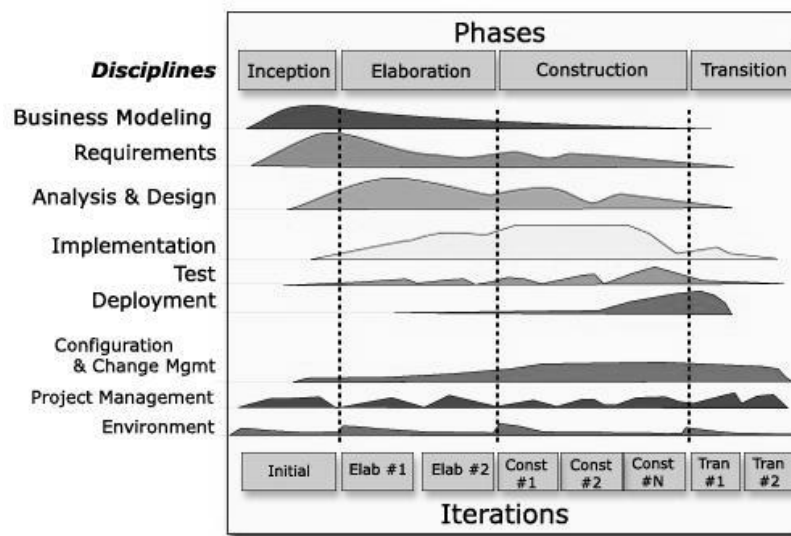 Phases
Disciplines
Inception
Elaboration
Construction
Transition
Business Modeling
Requirements
Analysis & Design
Implementation
Test
Deployment
Configuration
& Change Mgmt
Project Management
Environment
Initial
Elab #1
Elab #2
Const
#1
Const
#2
Const
#N
Tran
#1
Tran
#2
Iterations